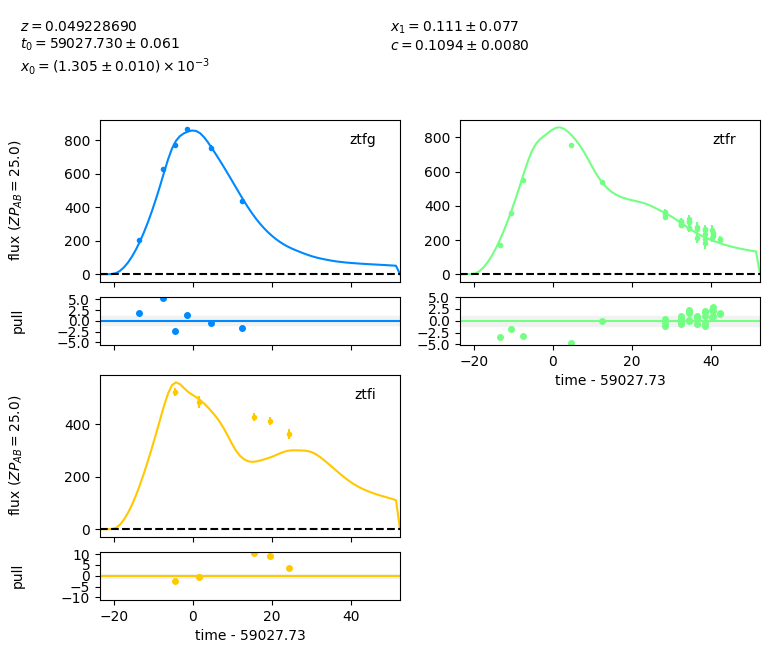 z = 0.049228690
t₀ = 59027.730 ± 0.061
x₀ = (1.305 ± 0.010) × 10⁻³
x₁ = 0.111 ± 0.077
c = 0.1094 ± 0.0080
flux (ZP_AB = 25.0)
800
600
400
200
0
ztfg
800
600
400
200
0
ztfr
pull
5.0
2.5
0.0
−2.5
−5.0
5.0
2.5
0.0
−2.5
−5.0
−20 0 20 40
time - 59027.73
flux (ZP_AB = 25.0)
400
200
0
ztfi
pull
10
5
0
−5
−10
−20 0 20 40
time - 59027.73